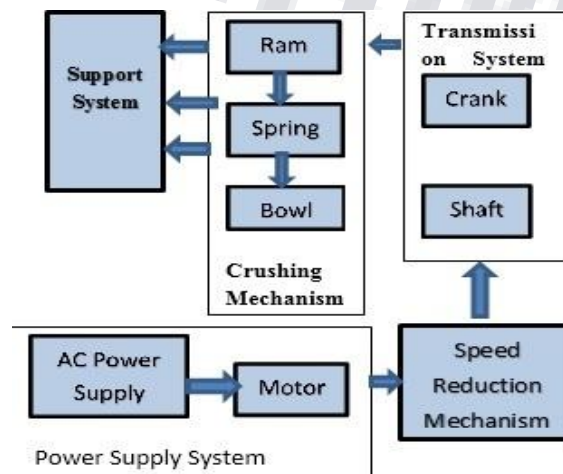 Support
System
Ram
Spring
Bowl
Crushing
Mechanism
Transmissi
on System
Crank
Shaft
AC Power
Supply
Motor
Power Supply System
Speed
Reduction
Mechanism